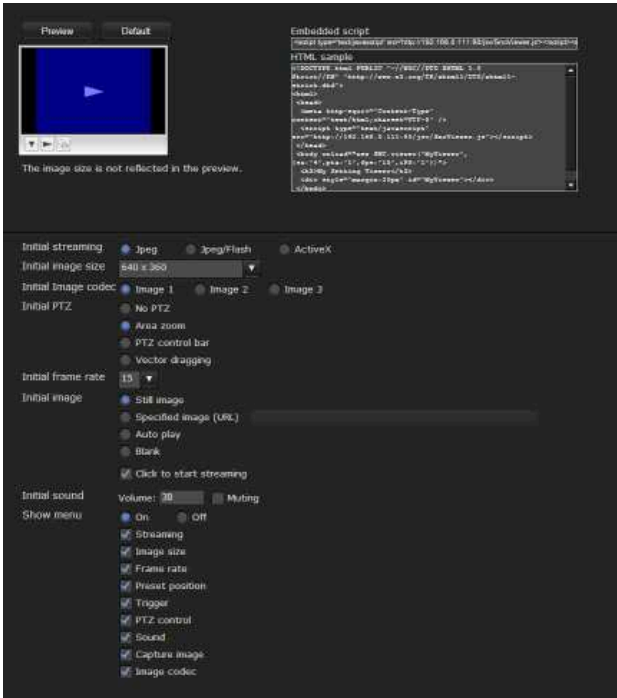 Preview Default
Embedded script
HTML sample
<html>
<head>
</head>
The image size is not reflected in the preview.
Initial streaming Jpeg Jpeg/Flash ActiveX
Initial image size 640 x 360
Initial Image codec Image 1 Image 2 Image 3
Initial PTZ No PTZ
Area zoom
PTZ control bar
Vector dragging
Initial frame rate 15
Initial image Still image
Specified image (URL)
Auto play
Blank
Click to start streaming
Initial sound Volume: 30 Muting
Show menu On Off
Streaming
Image size
Frame rate
Preset position
Trigger
PTZ control
Sound
Capture image
Image codec